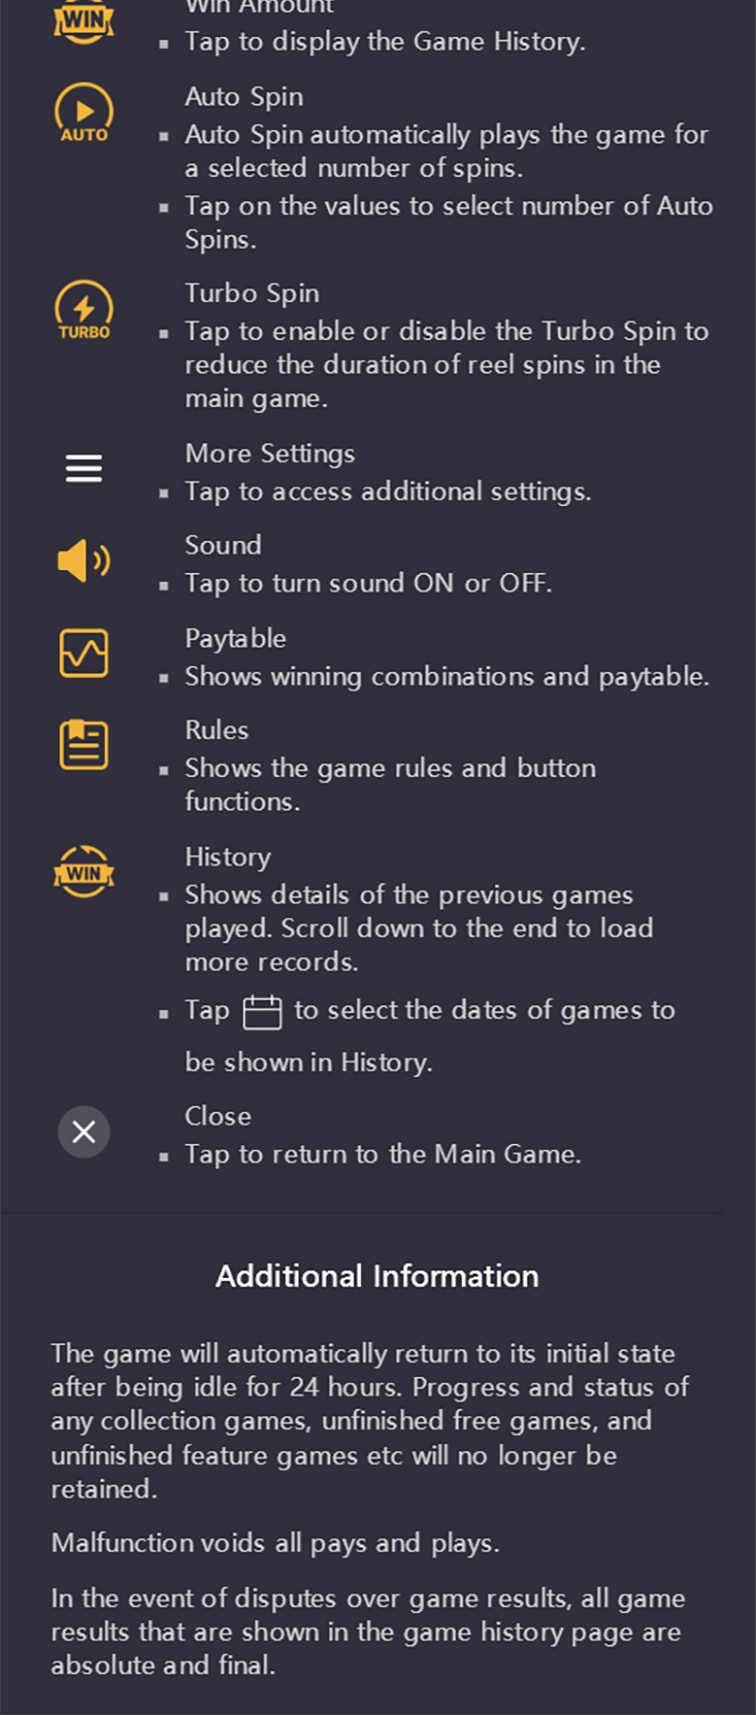 Win Amount
WIN
Tap to display the Game History.
Auto Spin
AUTO
Auto Spin automatically plays the game for
a selected number of spins.
Tap on the values to select number of Auto
Spins.
Turbo Spin
TURBO
Tap to enable or disable the Turbo Spin to
reduce the duration of reel spins in the
main game.
More Settings
Tap to access additional settings.
Sound
Tap to turn sound ON or OFF.
Paytable
Shows winning combinations and paytable.
Rules
Shows the game rules and button
functions.
History
WIN
Shows details of the previous games
played. Scroll down to the end to load
more records.
Tap to select the dates of games to
be shown in History.
Close
Tap to return to the Main Game.
Additional Information
The game will automatically return to its initial state
after being idle for 24 hours. Progress and status of
any collection games, unfinished free games, and
unfinished feature games etc will no longer be
retained.
Malfunction voids all pays and plays.
In the event of disputes over game results, all game
results that are shown in the game history page are
absolute and final.